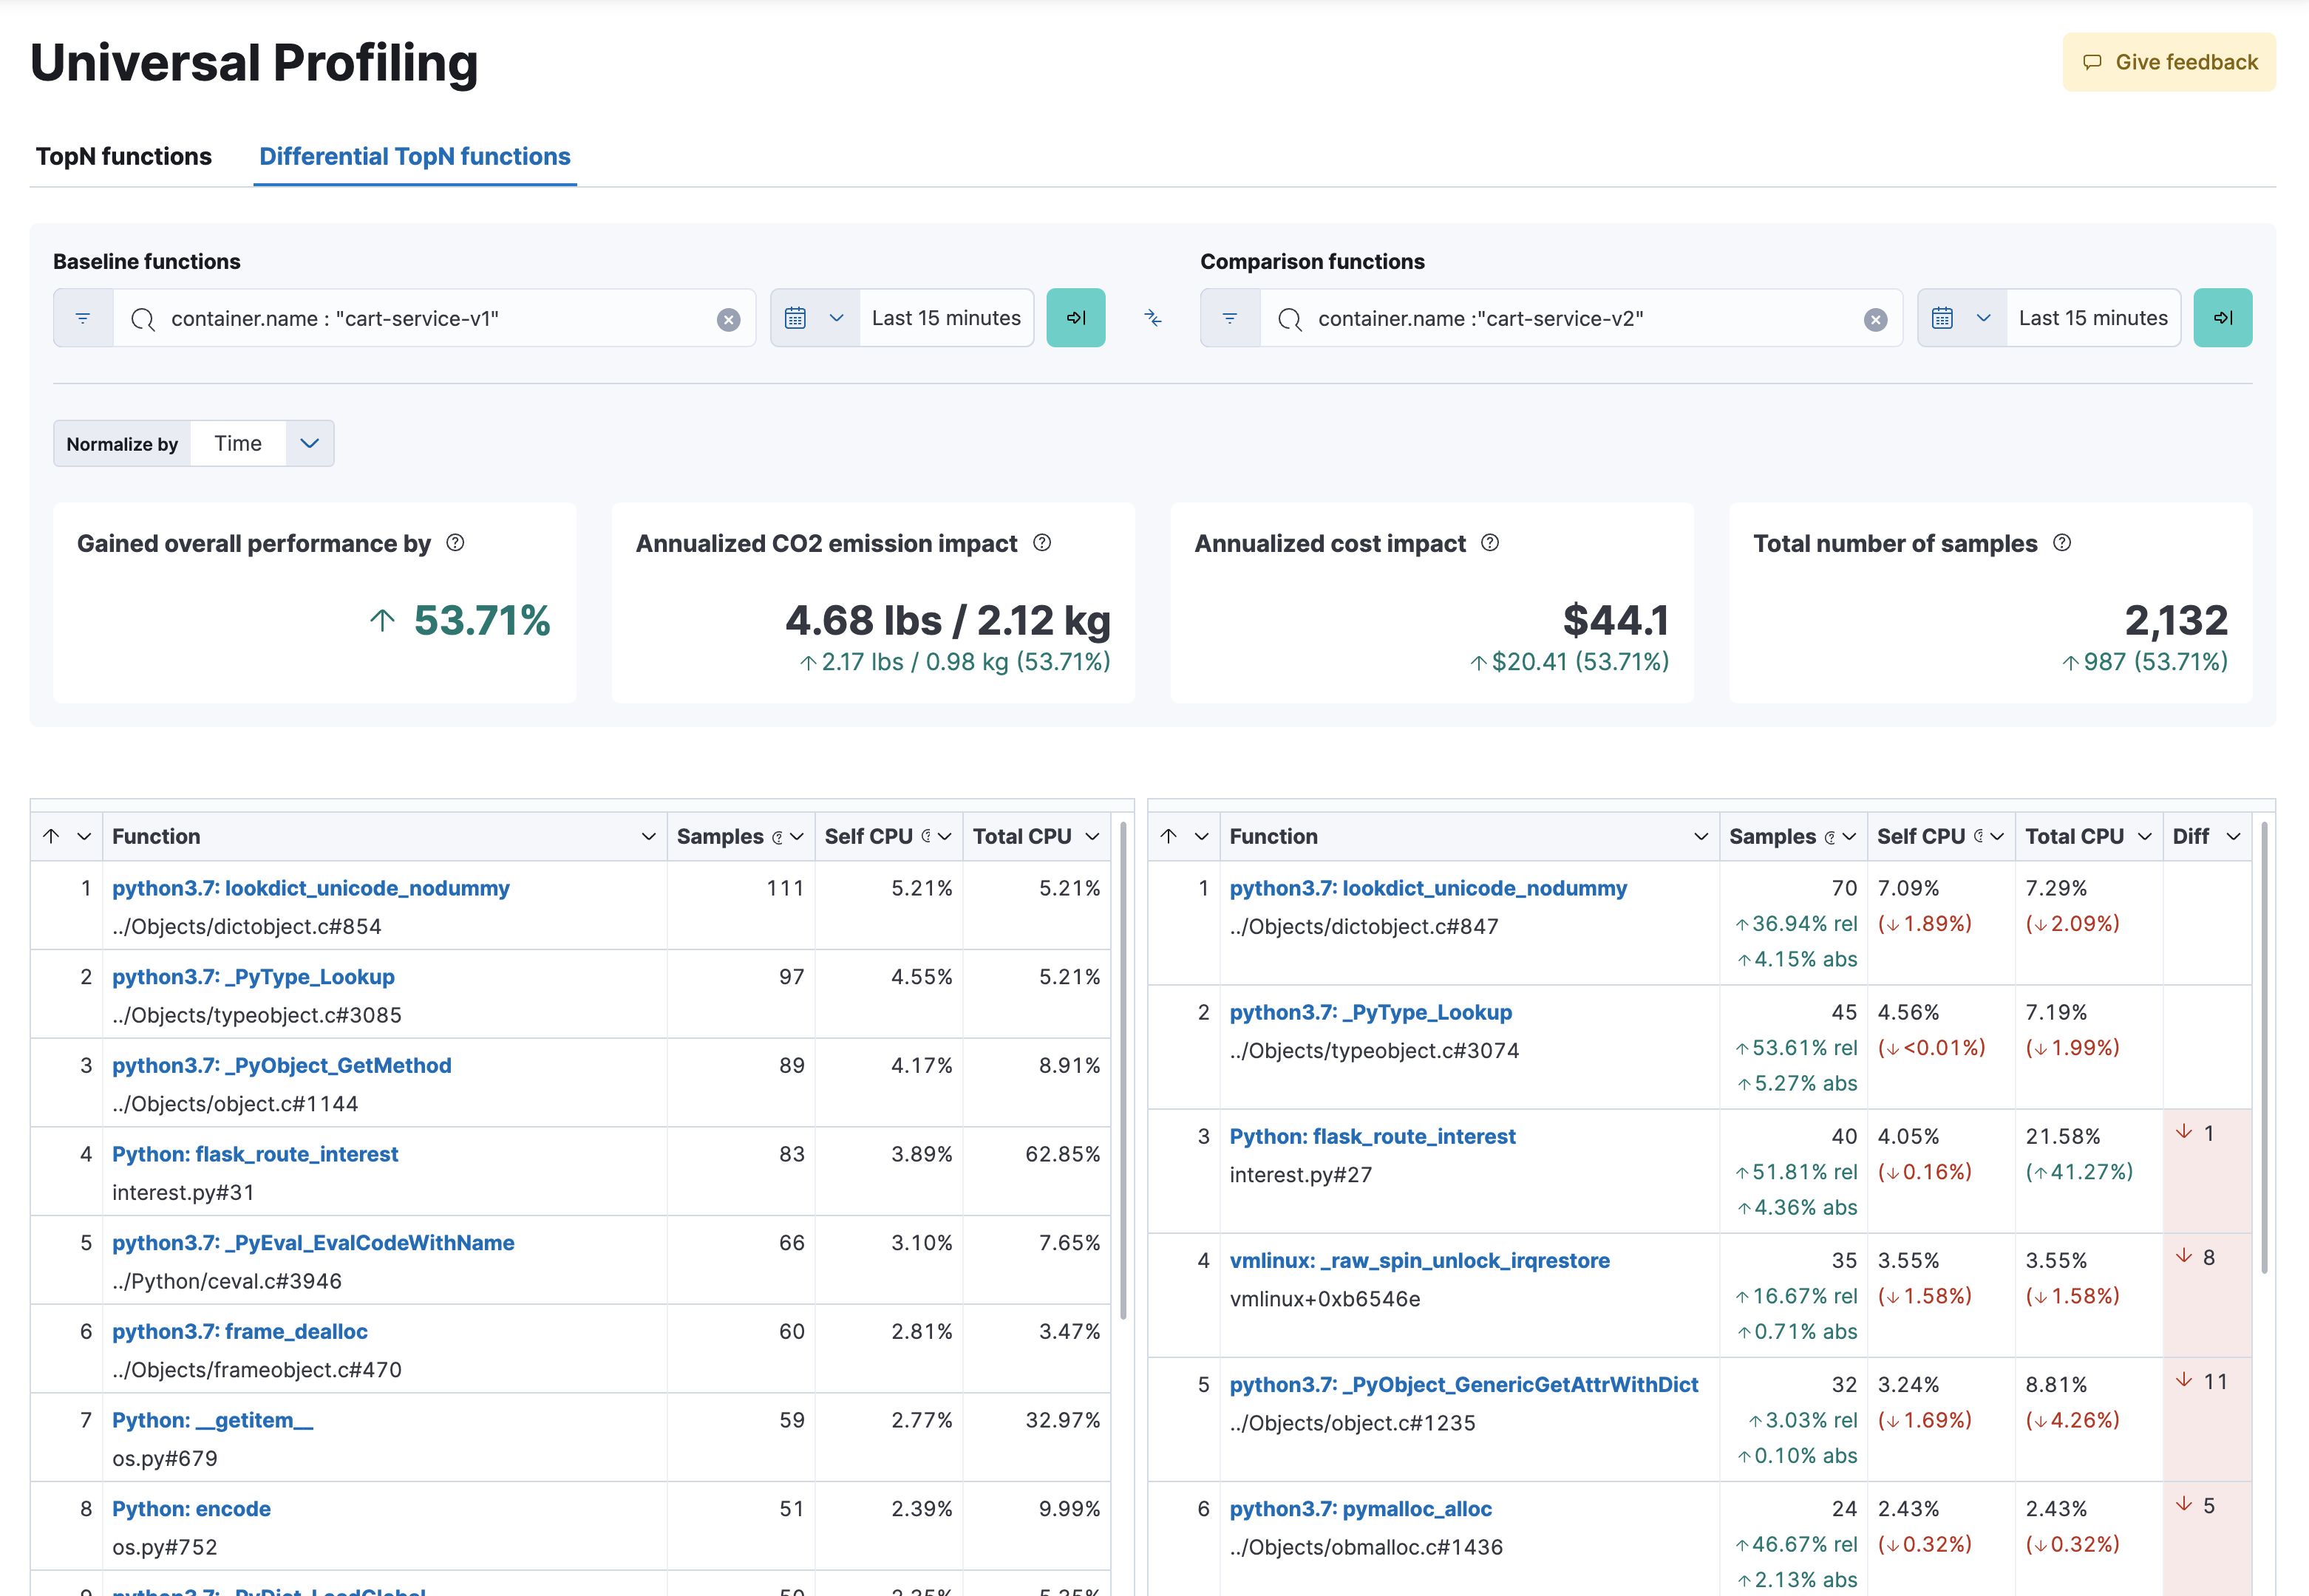 Universal Profiling
Give feedback
TopN functions
Differential TopN functions
Baseline functions
container.name : "cart-service-v1"
Last 15 minutes
Comparison functions
container.name :"cart-service-v2"
Last 15 minutes
Normalize by Time
Gained overall performance by
↑ 53.71%
Annualized CO2 emission impact
4.68 lbs / 2.12 kg
↑2.17 lbs / 0.98 kg (53.71%)
Annualized cost impact
$44.1
↑$20.41 (53.71%)
Total number of samples
2,132
↑987 (53.71%)
↑ Function Samples Self CPU Total CPU
1 python3.7: lookdict_unicode_nodummy 111 5.21% 5.21%
../Objects/dictobject.c#854
2 python3.7: _PyType_Lookup 97 4.55% 5.21%
../Objects/typeobject.c#3085
3 python3.7: _PyObject_GetMethod 89 4.17% 8.91%
../Objects/object.c#1144
4 Python: flask_route_interest 83 3.89% 62.85%
interest.py#31
5 python3.7: _PyEval_EvalCodeWithName 66 3.10% 7.65%
../Python/ceval.c#3946
6 python3.7: frame_dealloc 60 2.81% 3.47%
../Objects/frameobject.c#470
7 Python: __getitem__ 59 2.77% 32.97%
os.py#679
8 Python: encode 51 2.39% 9.99%
os.py#752
↑ Function Samples Self CPU Total CPU Diff
1 python3.7: lookdict_unicode_nodummy 70 7.09% 7.29%
../Objects/dictobject.c#847 ↑36.94% rel (↓1.89%) (↓2.09%)
↑4.15% abs
2 python3.7: _PyType_Lookup 45 4.56% 7.19%
../Objects/typeobject.c#3074 ↑53.61% rel (↓<0.01%) (↓1.99%)
↑5.27% abs
3 Python: flask_route_interest 40 4.05% 21.58% ↓ 1
interest.py#27 ↑51.81% rel (↓0.16%) (↑41.27%)
↑4.36% abs
4 vmlinux: _raw_spin_unlock_irqrestore 35 3.55% 3.55% ↓ 8
vmlinux+0xb6546e ↑16.67% rel (↓1.58%) (↓1.58%)
↑0.71% abs
5 python3.7: _PyObject_GenericGetAttrWithDict 32 3.24% 8.81% ↓ 11
../Objects/object.c#1235 ↑3.03% rel (↓1.69%) (↓4.26%)
↑0.10% abs
6 python3.7: pymalloc_alloc 24 2.43% 2.43% ↓ 5
../Objects/obmalloc.c#1436 ↑46.67% rel (↓0.32%) (↓0.32%)
↑2.13% abs